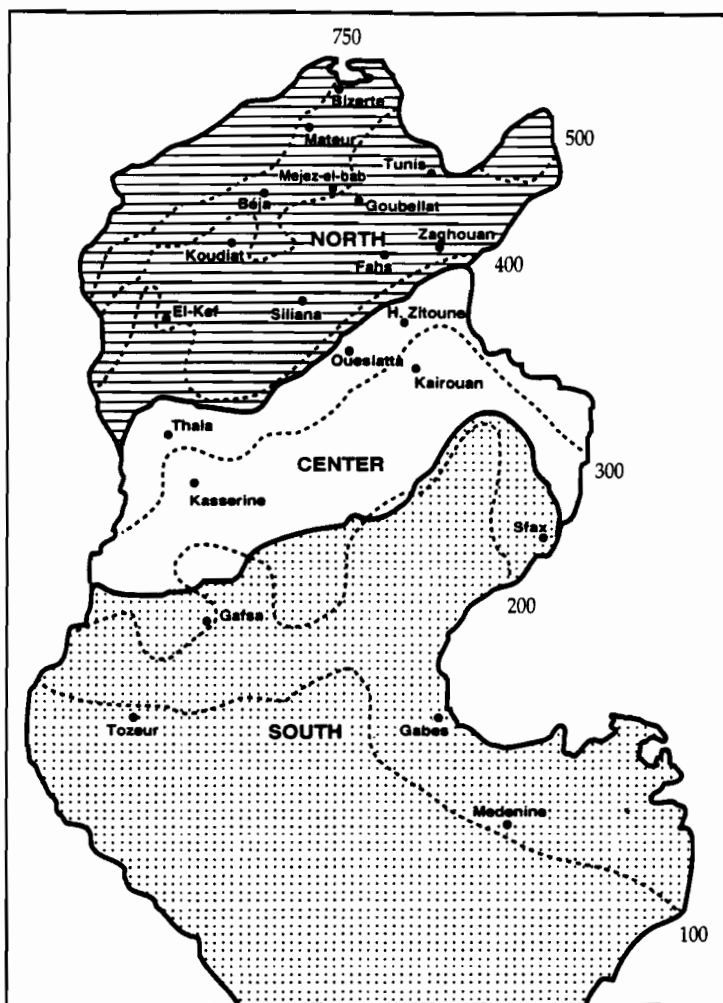 750
Bizerte
500
Mateur
Tunis
Mejez-el-bab
Béja
Goubellat
NORTH
Zaghouan
Koudiat
Fahs
400
El-Kef
Siliana
H. Zitoune
Oueslatta
Kairouan
Thala
CENTER
300
Kasserine
Sfax
200
Gafsa
Tozeur
SOUTH
Gabes
Medenine
100